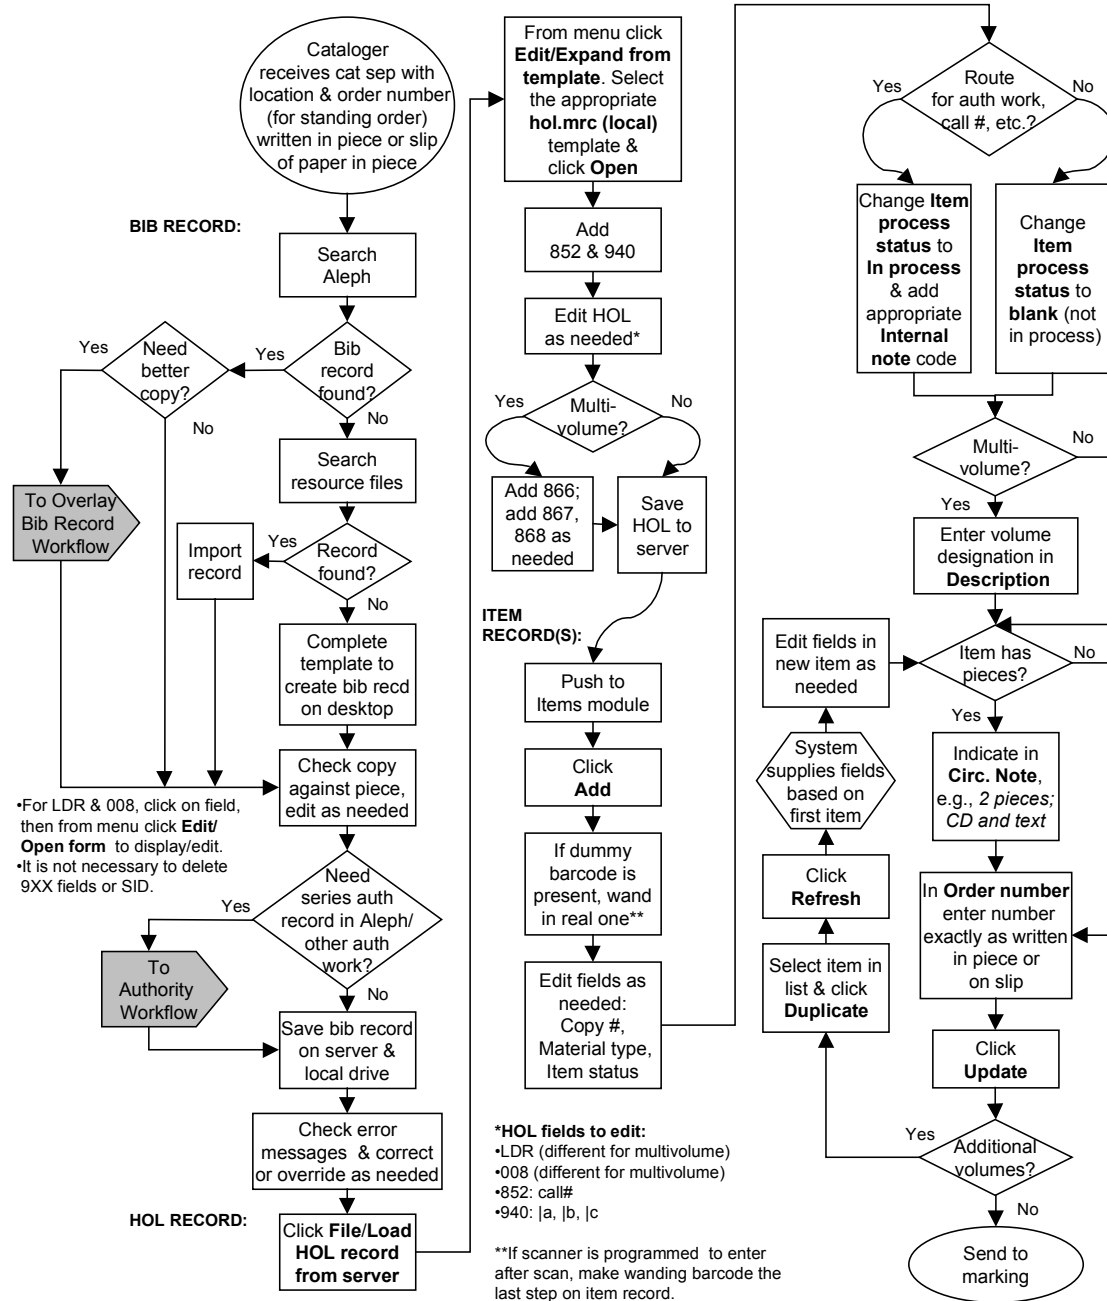 Cataloger
receives cat sep with
location & order number
(for standing order)
written in piece or slip
of paper in piece
BIB RECORD:
Search
Aleph
Bib
record
found?
Yes
No
Need
better
copy?
Yes
No
To Overlay
Bib Record
Workflow
Search
resource files
Record
found?
Yes
No
Import
record
Complete
template to
create bib recd
on desktop
Check copy
against piece,
edit as needed
•For LDR & 008, click on field,
then from menu click Edit/
Open form to display/edit.
•It is not necessary to delete
9XX fields or SID.
Need
series auth
record in Aleph/
other auth
work?
Yes
No
To
Authority
Workflow
Save bib record
on server &
local drive
Check error
messages & correct
or override as needed
HOL RECORD:
Click File/Load
HOL record
from server
From menu click
Edit/Expand from
template. Select
the appropriate
hol.mrc (local)
template &
click Open
Add
852 & 940
Edit HOL
as needed*
Multi-
volume?
Yes
No
Add 866;
add 867,
868 as
needed
Save
HOL to
server
ITEM
RECORD(S):
Push to
Items module
Click
Add
If dummy
barcode is
present, wand
in real one**
Edit fields as
needed:
Copy #,
Material type,
Item status
*HOL fields to edit:
•LDR (different for multivolume)
•008 (different for multivolume)
•852: call#
•940: |a, |b, |c
**If scanner is programmed to enter
after scan, make wanding barcode the
last step on item record.
Route
for auth work,
call #, etc.?
Yes
No
Change Item
process
status to
In process
& add
appropriate
Internal
note code
Change
Item
process
status to
blank (not
in process)
Multi-
volume?
No
Yes
Enter volume
designation in
Description
Item has
pieces?
No
Yes
Indicate in
Circ. Note,
e.g., 2 pieces;
CD and text
In Order number
enter number
exactly as written
in piece or
on slip
Click
Update
Additional
volumes?
Yes
No
Select item in
list & click
Duplicate
Click
Refresh
System
supplies fields
based on
first item
Edit fields in
new item as
needed
Send to
marking